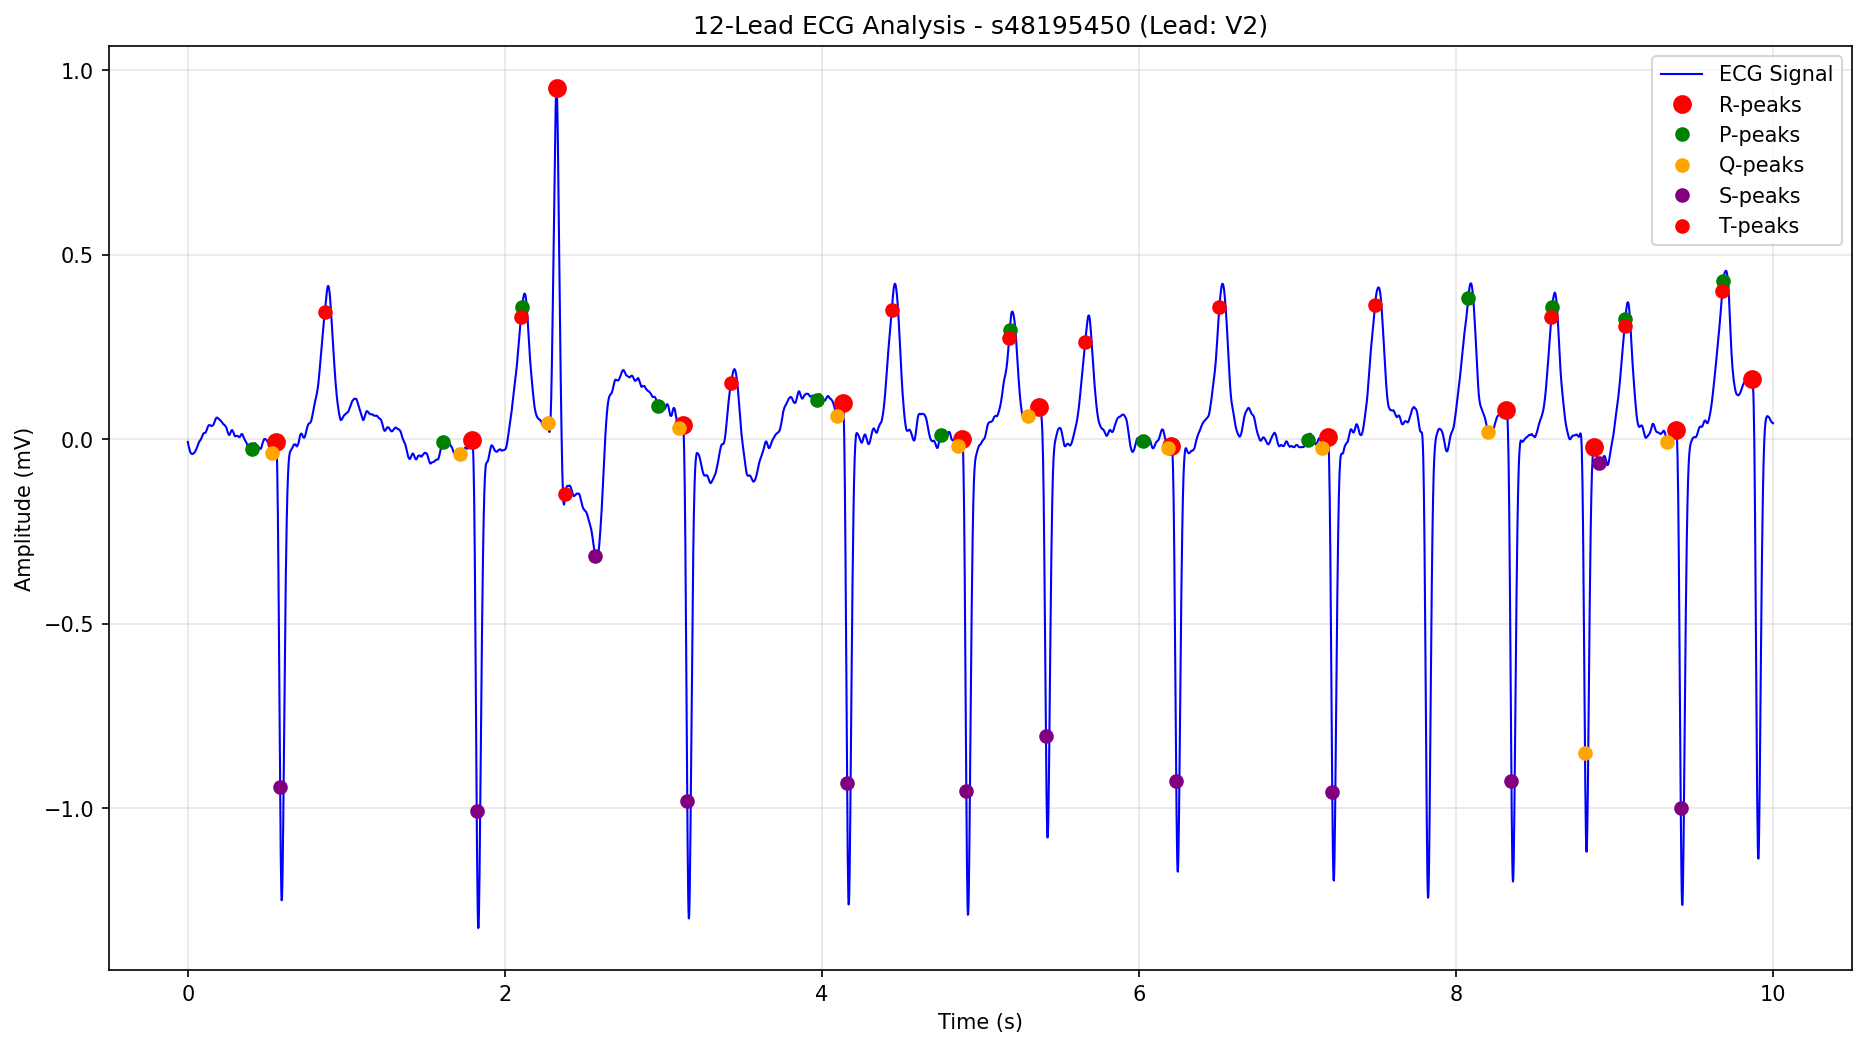 12-Lead ECG Analysis - s48195450 (Lead: V2)
ECG Signal
R-peaks
P-peaks
Q-peaks
S-peaks
T-peaks
1.0
0.5
0.0
−0.5
−1.0
Amplitude (mV)
0 2 4 6 8 10
Time (s)